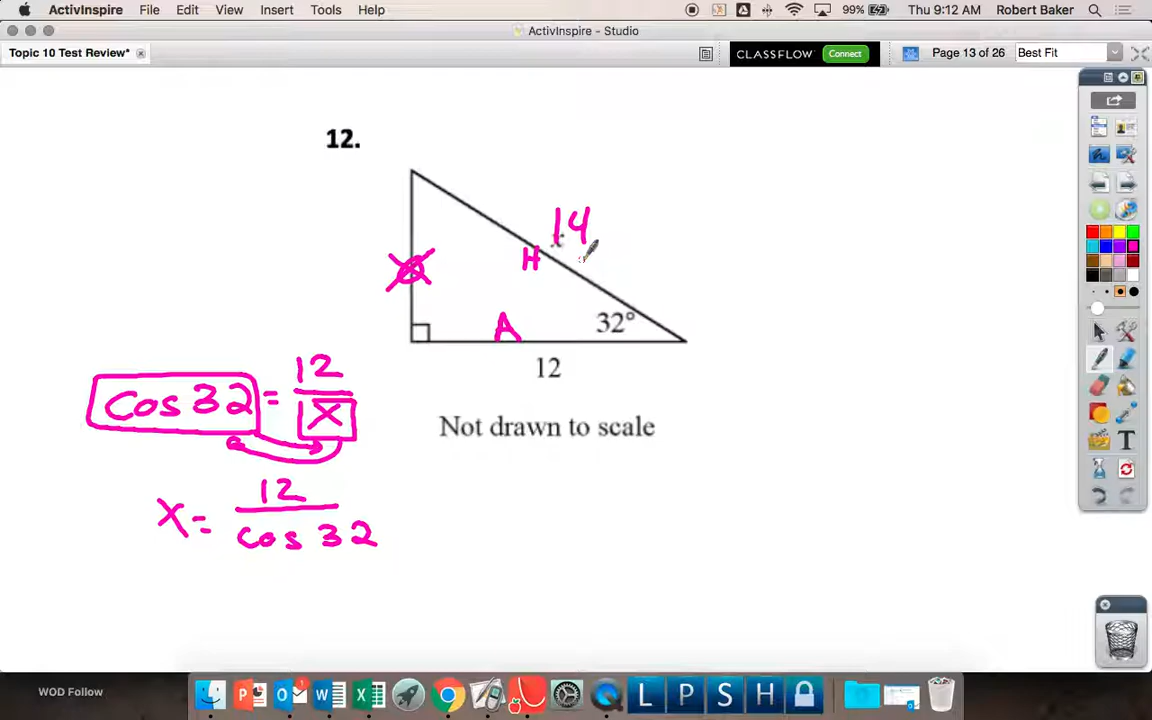 ActivInspire File Edit View Insert Tools Help 99% Thu 9:12 AM Robert Baker
ActivInspire - Studio
Topic 10 Test Review* CLASSFLOW Connect Page 13 of 26 Best Fit
12.
14
x
H
O
A
32°
12
cos 32 = 12/X
Not drawn to scale
x = 12/cos 32
T
WOD Follow
P O 1 W X L P S H